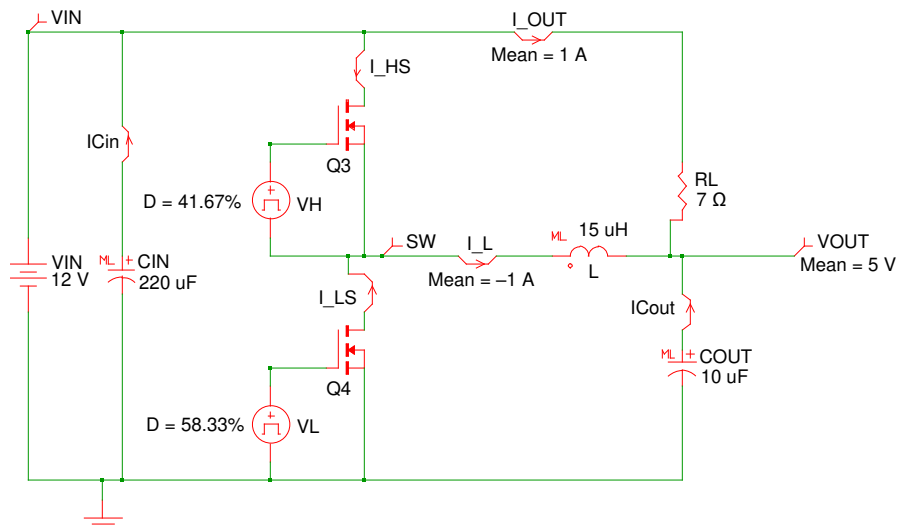 VIN
I_OUT
Mean = 1 A
I_HS
ICin
Q3
RL
7 Ω
D = 41.67%
VH
SW
I_L
Mean = –1 A
ML
15 uH
L
VOUT
Mean = 5 V
VIN
12 V
ML
+
CIN
220 uF
I_LS
ICout
Q4
ML
+
COUT
10 uF
D = 58.33%
VL